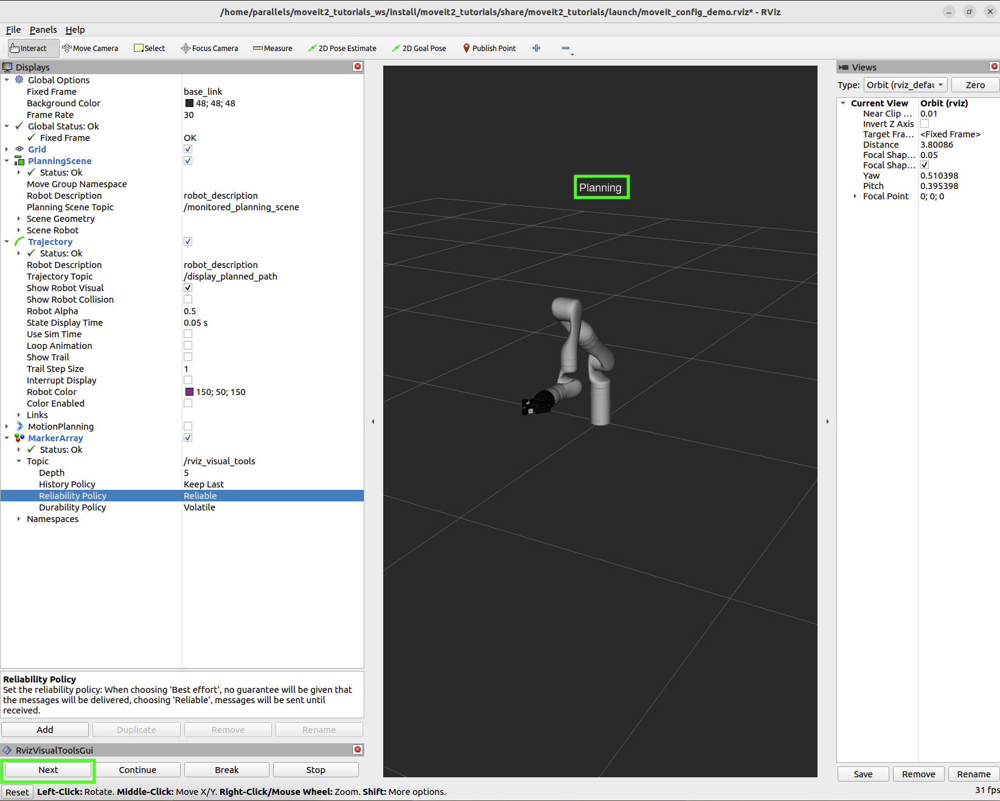 /home/parallels/moveit2_tutorials_ws/install/moveit2_tutorials/share/moveit2_tutorials/launch/moveit_config_demo.rviz* - RViz
File Panels Help
Interact Move Camera Select Focus Camera Measure 2D Pose Estimate 2D Goal Pose Publish Point
Displays
Global Options
Fixed Frame base_link
Background Color 48; 48; 48
Frame Rate 30
Global Status: Ok
Fixed Frame OK
Grid
PlanningScene
Status: Ok
Move Group Namespace
Robot Description robot_description
Planning Scene Topic /monitored_planning_scene
Scene Geometry
Scene Robot
Trajectory
Status: Ok
Robot Description robot_description
Trajectory Topic /display_planned_path
Show Robot Visual
Show Robot Collision
Robot Alpha 0.5
State Display Time 0.05 s
Use Sim Time
Loop Animation
Show Trail
Trail Step Size 1
Interrupt Display
Robot Color 150; 50; 150
Color Enabled
Links
MotionPlanning
MarkerArray
Status: Ok
Topic /rviz_visual_tools
Depth 5
History Policy Keep Last
Reliability Policy Reliable
Durability Policy Volatile
Namespaces
Reliability Policy
Set the reliability policy: When choosing 'Best effort', no guarantee will be given that
the messages will be delivered, choosing 'Reliable', messages will be sent until
received.
Add Duplicate Remove Rename
RvizVisualToolsGui
Next Continue Break Stop
Reset Left-Click: Rotate. Middle-Click: Move X/Y. Right-Click/Mouse Wheel: Zoom. Shift: More options.
Planning
Views
Type: Orbit (rviz_defau Zero
Current View Orbit (rviz)
Near Clip ... 0.01
Invert Z Axis
Target Fra... <Fixed Frame>
Distance 3.80086
Focal Shap... 0.05
Focal Shap...
Yaw 0.510398
Pitch 0.395398
Focal Point 0; 0; 0
Save Remove Rename
31 fps